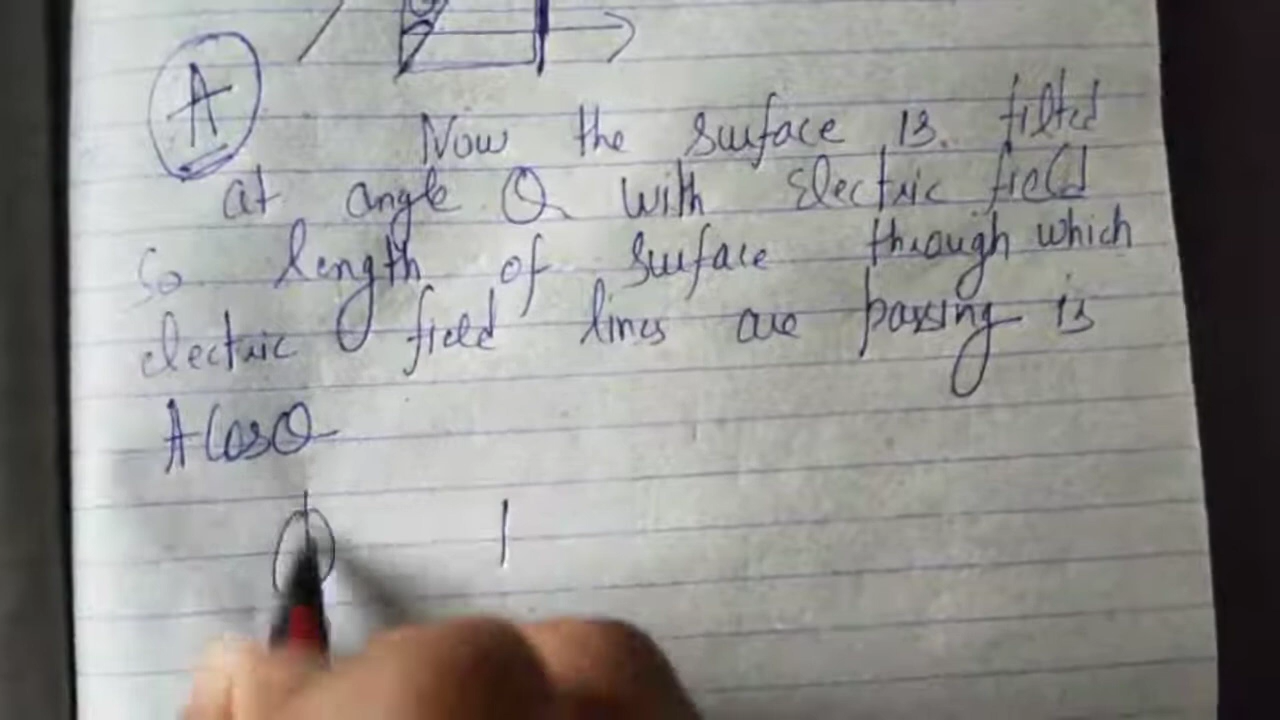 A
Now the surface is. tilted
at angle θ with Electric field
So length of surface through which
electric field lines are passing is
A Cosθ